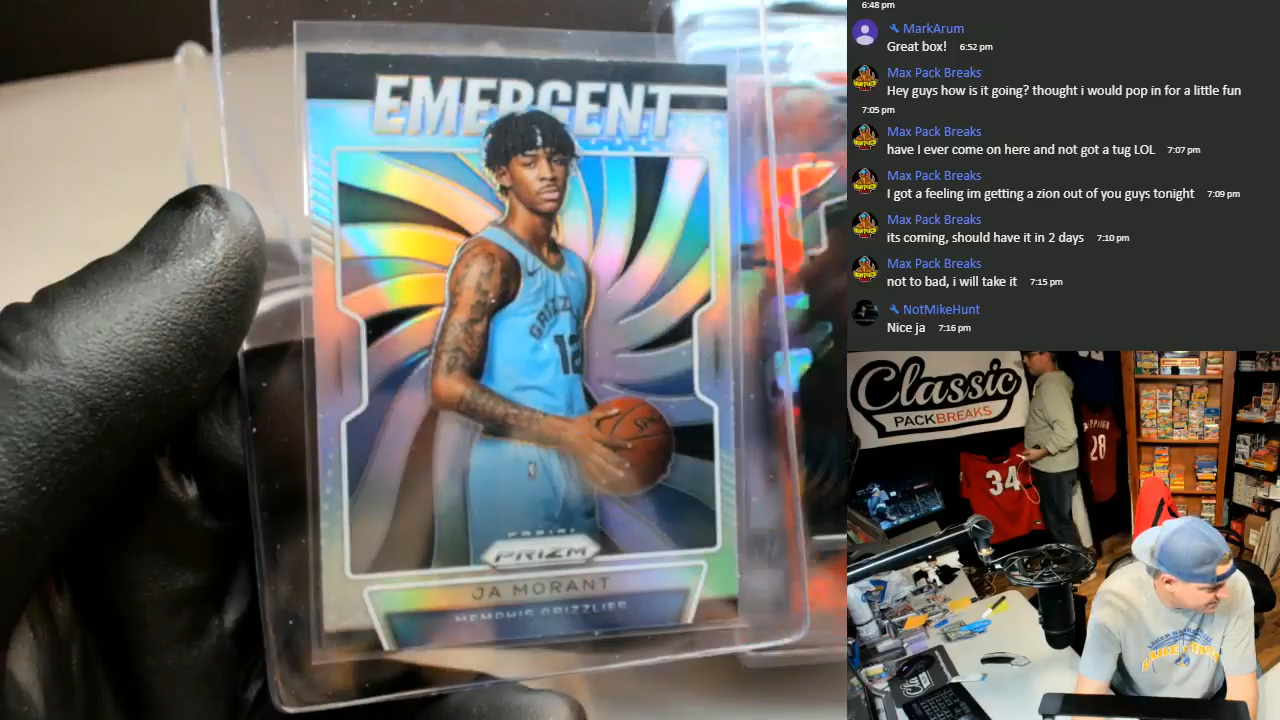 EMERGENT
GRIZZLIES
12
PANINI
PRIZM
JA MORANT
MEMPHIS GRIZZLIES
6:48 pm
MarkArum
Great box! 6:52 pm
Max Pack Breaks
Hey guys how is it going? thought i would pop in for a little fun
7:05 pm
Max Pack Breaks
have I ever come on here and not got a tug LOL 7:07 pm
Max Pack Breaks
I got a feeling im getting a zion out of you guys tonight 7:09 pm
Max Pack Breaks
its coming, should have it in 2 days 7:10 pm
Max Pack Breaks
not to bad, i will take it 7:15 pm
NotMikeHunt
Nice ja 7:16 pm
Classic
PACKBREAKS
34
28